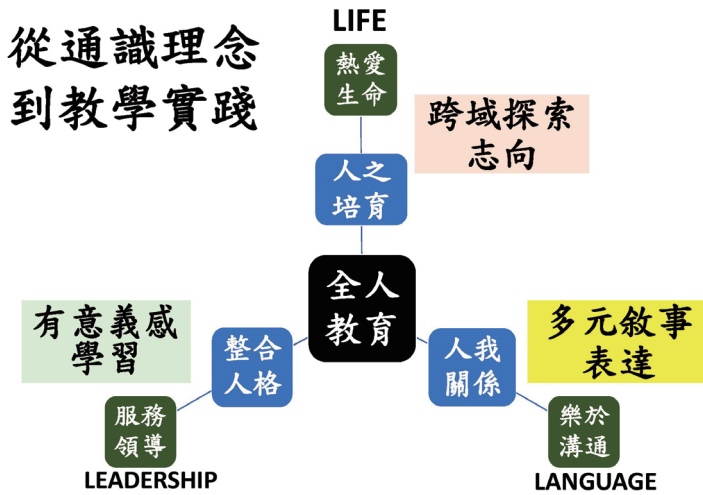 從通識理念
到教學實踐
LIFE
熱愛
生命
跨域探索
志向
人之
培育
全人
教育
有意義感
學習
整合
人格
人我
關係
多元敘事
表達
服務
領導
LEADERSHIP
樂於
溝通
LANGUAGE